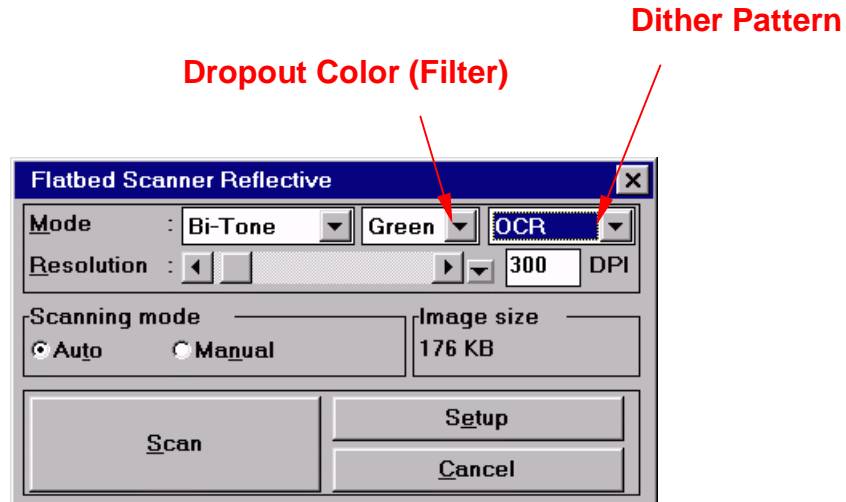 Dither Pattern
Dropout Color (Filter)
Flatbed Scanner Reflective
Mode : Bi-Tone Green OCR
Resolution : 300 DPI
Scanning mode Image size
Auto Manual 176 KB
Scan
Setup
Cancel